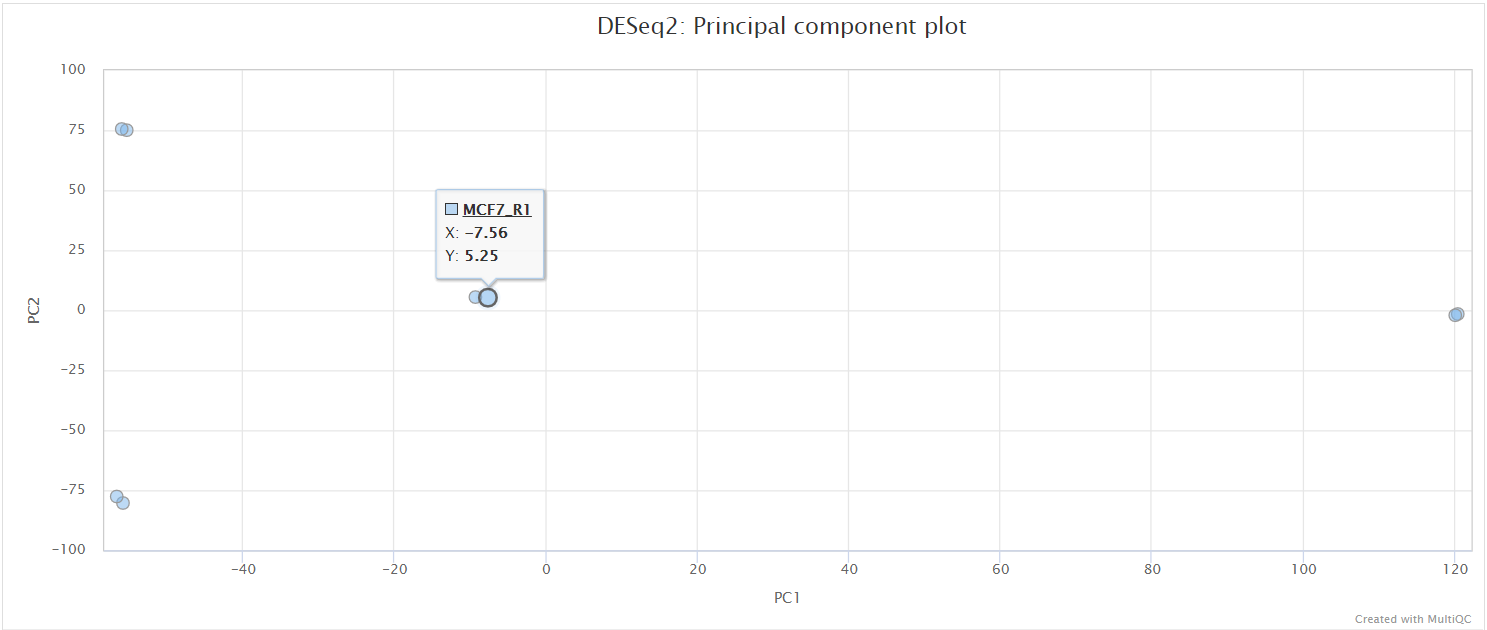 DESeq2: Principal component plot
100
75
50
25
0
−25
−50
−75
−100
PC2
MCF7_R1
X: −7.56
Y: 5.25
−40 −20 0 20 40 60 80 100 120
PC1
Created with MultiQC